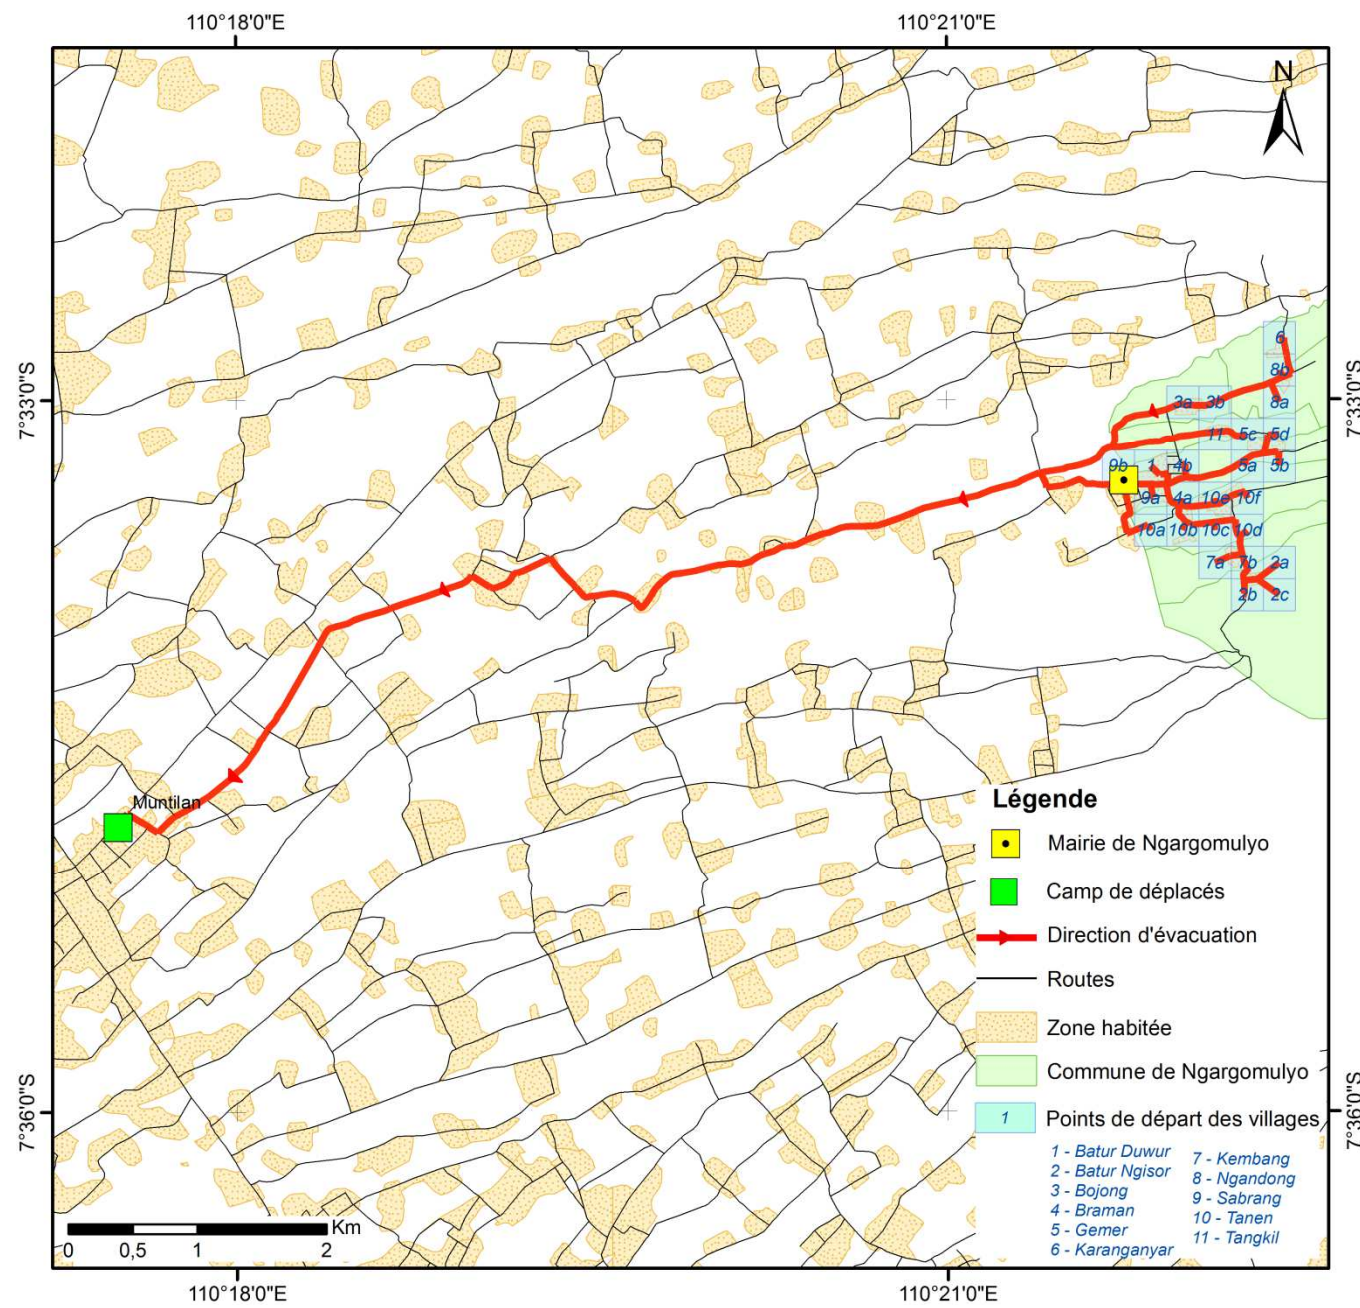 110°18'0"E
110°21'0"E
N
7°33'0"S
7°33'0"S
6
8b
3a 3b 8a
11 5c 5d
9b 1 4b 5a 5b
9a 4a 10e 10f
10a 10b 10c 10d
7a 7b 2a
2b 2c
Muntilan
Légende
Mairie de Ngargomulyo
Camp de déplacés
Direction d'évacuation
Routes
Zone habitée
Commune de Ngargomulyo
1 Points de départ des villages
1 - Batur Duwur
2 - Batur Ngisor
3 - Bojong
4 - Braman
5 - Gemer
6 - Karanganyar
7 - Kembang
8 - Ngandong
9 - Sabrang
10 - Tanen
11 - Tangkil
7°36'0"S
7°36'0"S
Km
0 0,5 1 2
110°18'0"E
110°21'0"E